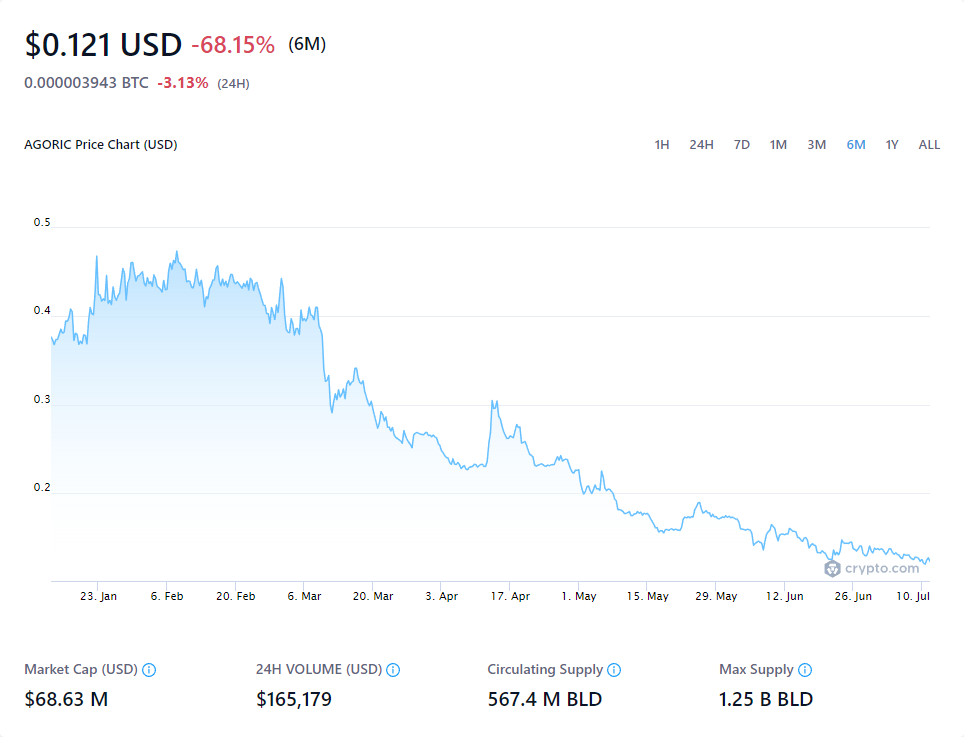 $0.121 USD -68.15% (6M)
0.000003943 BTC -3.13% (24H)
AGORIC Price Chart (USD)
1H 24H 7D 1M 3M 6M 1Y ALL
0.5
0.4
0.3
0.2
crypto.com
23. Jan 6. Feb 20. Feb 6. Mar 20. Mar 3. Apr 17. Apr 1. May 15. May 29. May 12. Jun 26. Jun 10. Jul
Market Cap (USD) 24H VOLUME (USD) Circulating Supply Max Supply
$68.63 M $165,179 567.4 M BLD 1.25 B BLD